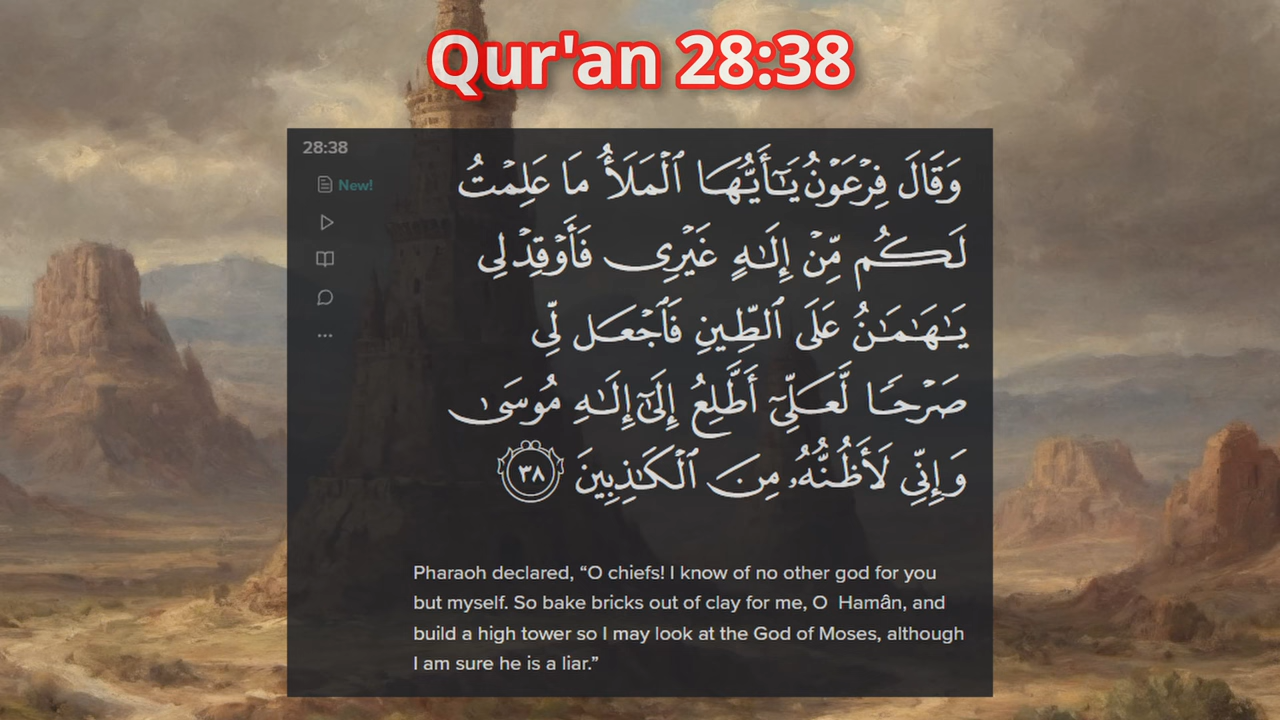 Qur'an 28:38
28:38
New!
وَقَالَ فِرْعَوْنُ يَـٰٓأَيُّهَا ٱلْمَلَأُ مَا عَلِمْتُ
لَكُم مِّنْ إِلَـٰهٍ غَيْرِى فَأَوْقِدْ لِى
يَـٰهَـٰمَـٰنُ عَلَى ٱلطِّينِ فَٱجْعَل لِّى
صَرْحًا لَّعَلِّىٓ أَطَّلِعُ إِلَىٰٓ إِلَـٰهِ مُوسَىٰ
وَإِنِّى لَأَظُنُّهُۥ مِنَ ٱلْكَـٰذِبِينَ ٣٨
Pharaoh declared, “O chiefs! I know of no other god for you
but myself. So bake bricks out of clay for me, O Hamân, and
build a high tower so I may look at the God of Moses, although
I am sure he is a liar.”